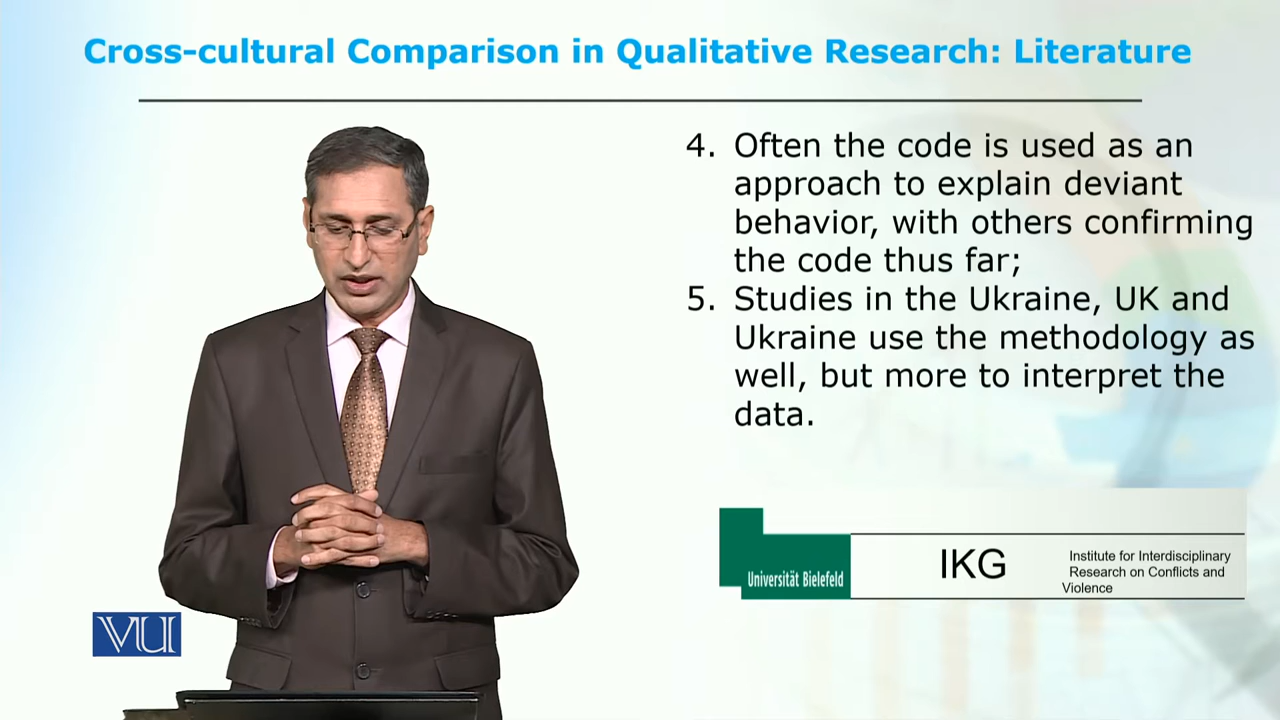 Cross-cultural Comparison in Qualitative Research: Literature
4. Often the code is used as an
approach to explain deviant
behavior, with others confirming
the code thus far;
5. Studies in the Ukraine, UK and
Ukraine use the methodology as
well, but more to interpret the
data.
Universität Bielefeld
IKG
Institute for Interdisciplinary
Research on Conflicts and
Violence
VU